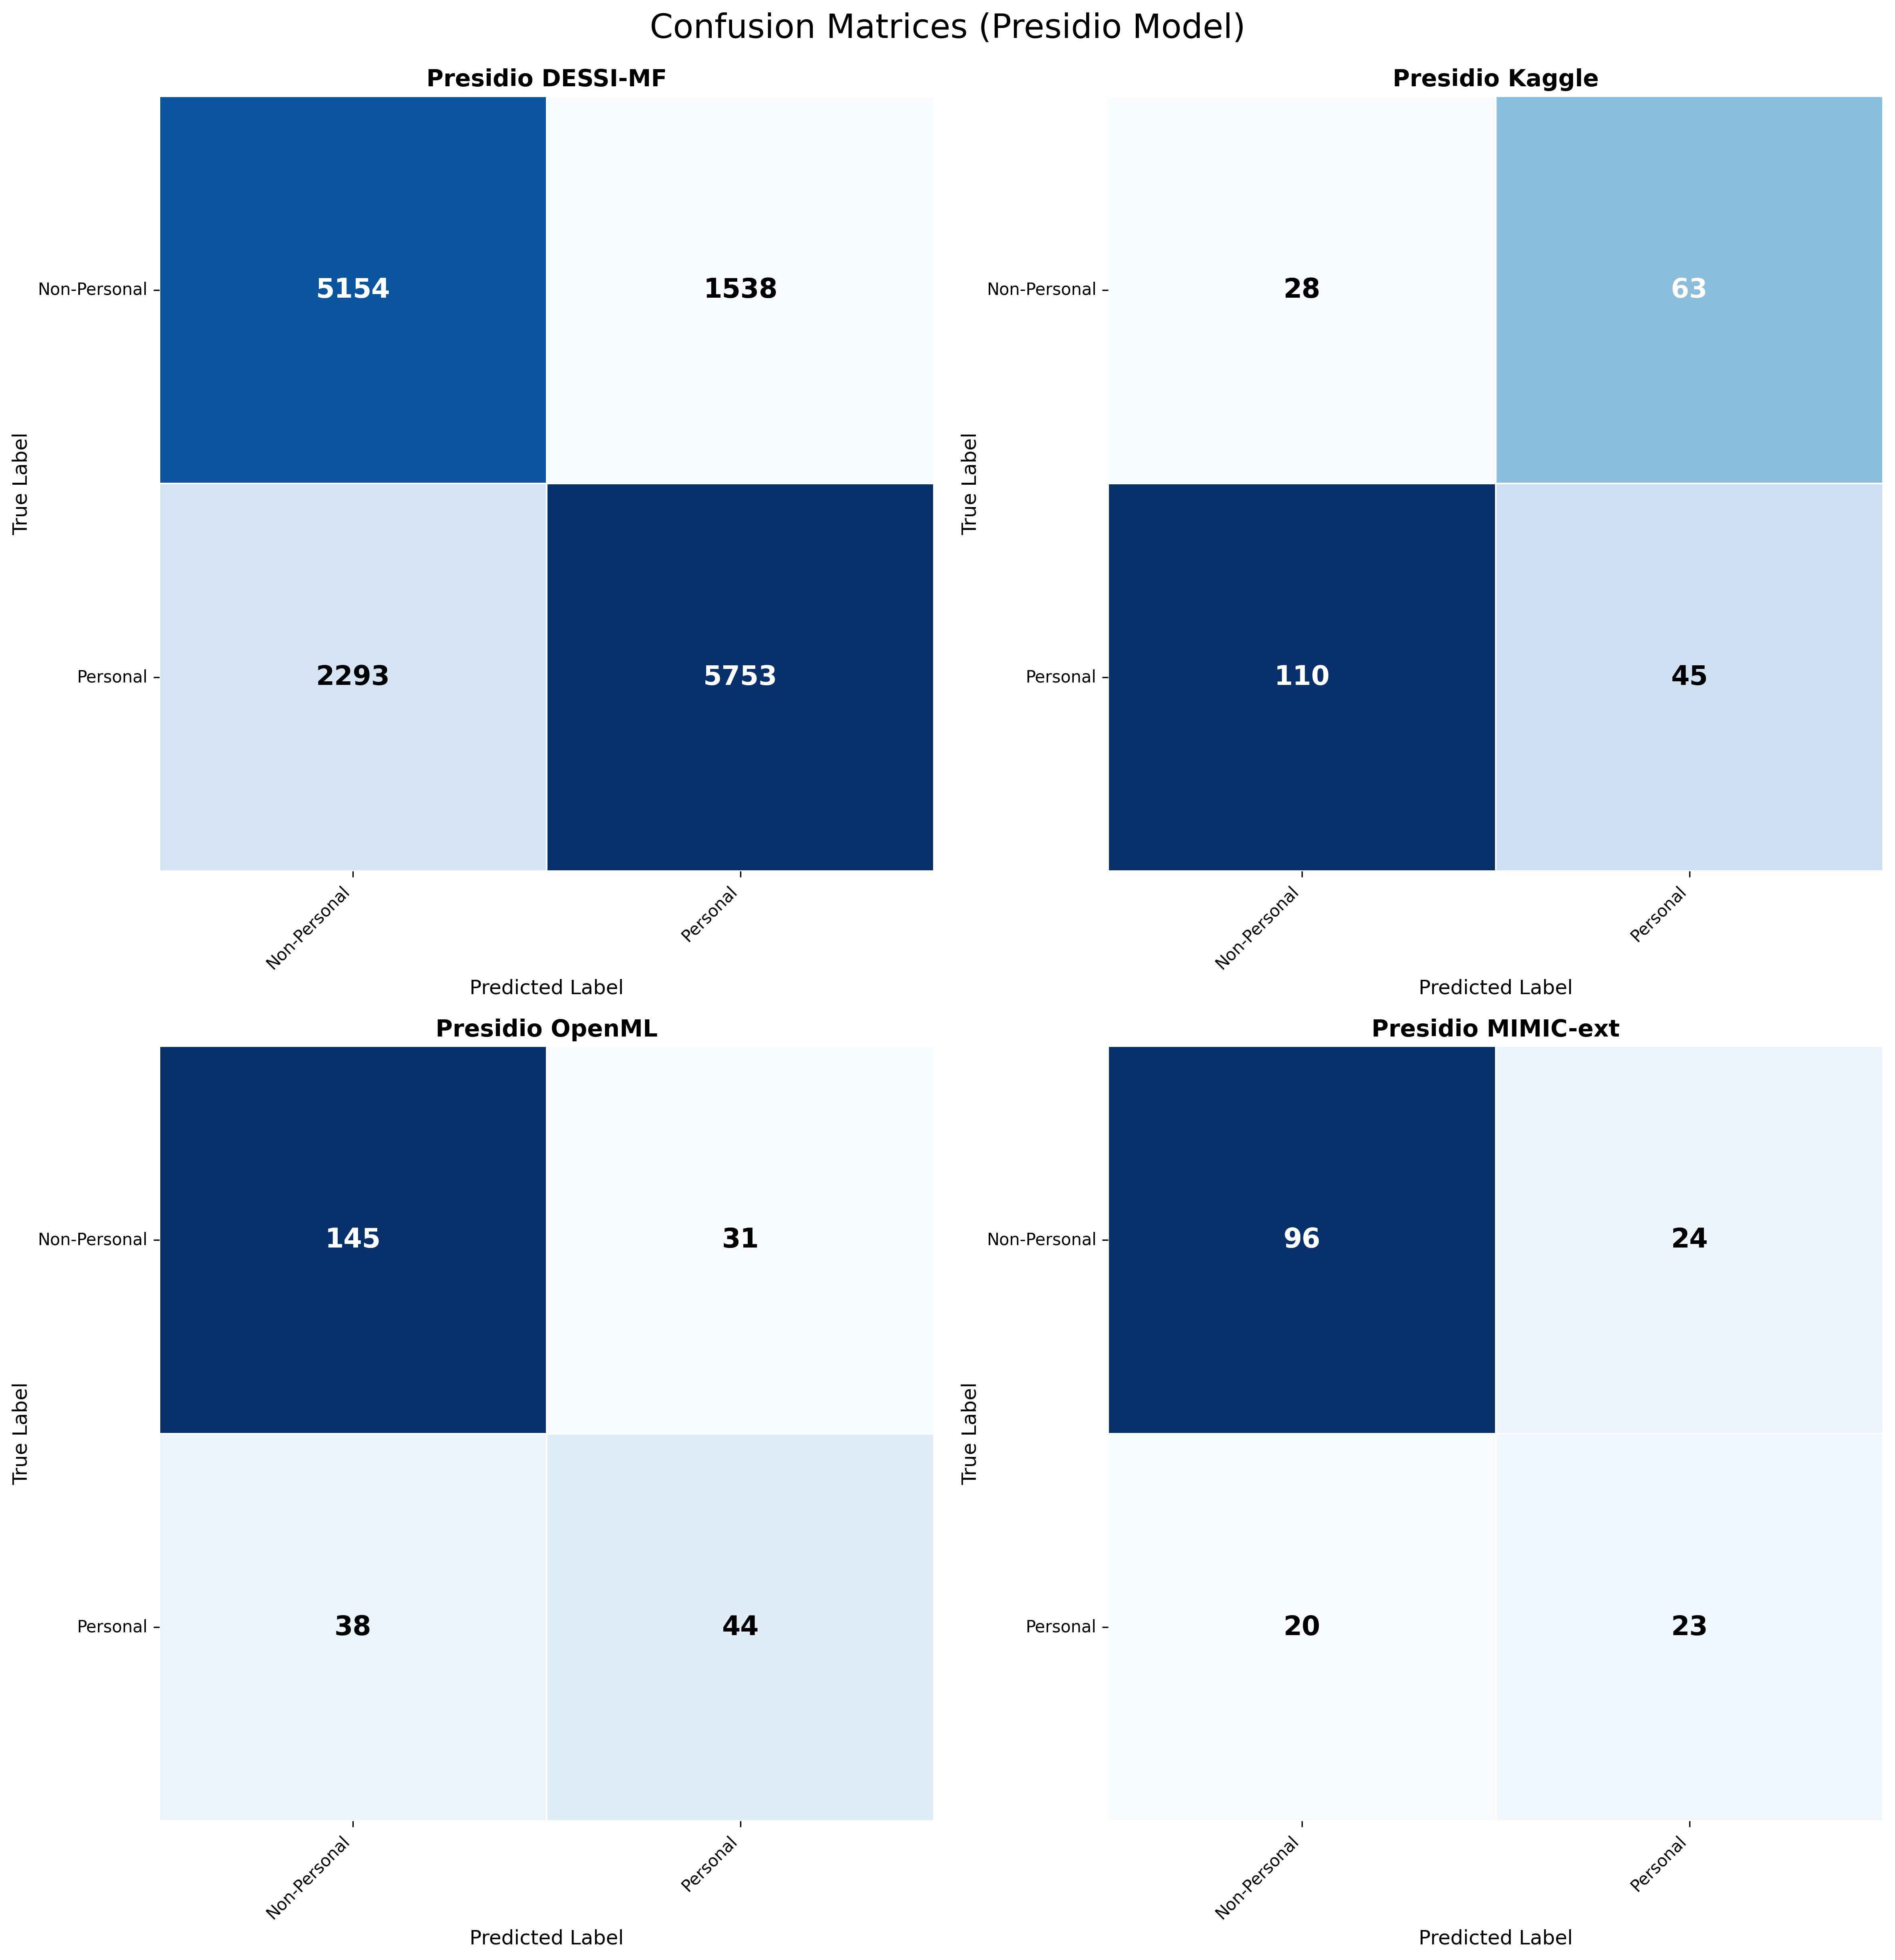 Confusion Matrices (Presidio Model)
Presidio DESSI-MF
True Label
Non-Personal
5154
1538
Personal
2293
5753
Non-Personal
Personal
Predicted Label
Presidio Kaggle
True Label
Non-Personal
28
63
Personal
110
45
Non-Personal
Personal
Predicted Label
Presidio OpenML
True Label
Non-Personal
145
31
Personal
38
44
Non-Personal
Personal
Predicted Label
Presidio MIMIC-ext
True Label
Non-Personal
96
24
Personal
20
23
Non-Personal
Personal
Predicted Label